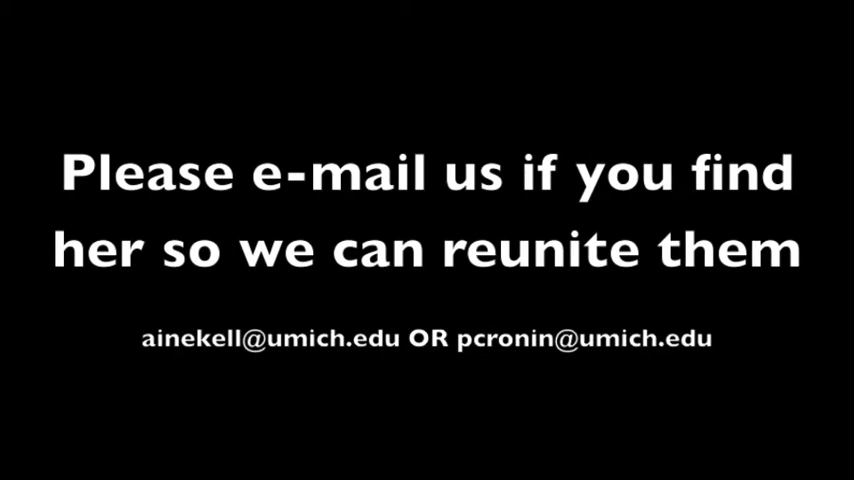 Please e-mail us if you find
her so we can reunite them
ainekell@umich.edu OR pcronin@umich.edu